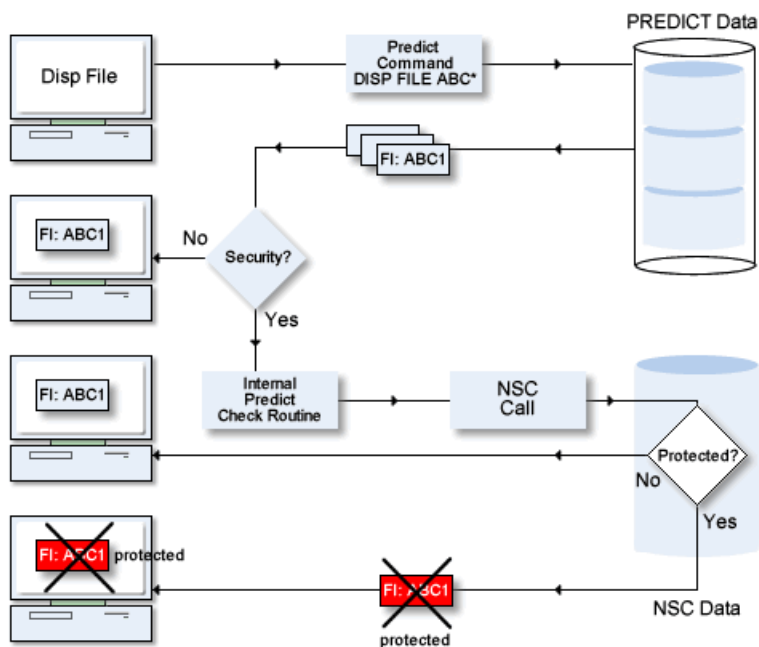 PREDICT Data
Disp File
Predict
Command
DISP FILE ABC*
FI: ABC1
FI: ABC1
No
Security?
Yes
FI: ABC1
Internal
Predict
Check Routine
NSC
Call
Protected?
No
Yes
FI: ABC1
protected
FI: ABC1
protected
NSC Data